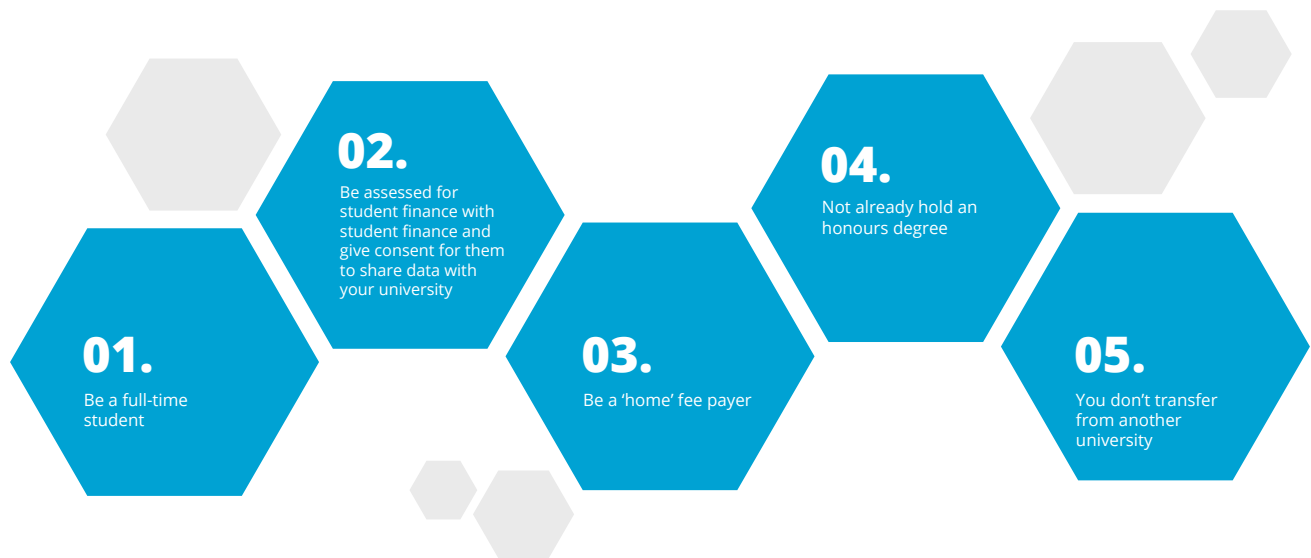 01.
Be a full-time
student
02.
Be assessed for
student finance with
student finance and
give consent for them
to share data with
your university
03.
Be a ‘home’ fee payer
04.
Not already hold an
honours degree
05.
You don’t transfer
from another
university